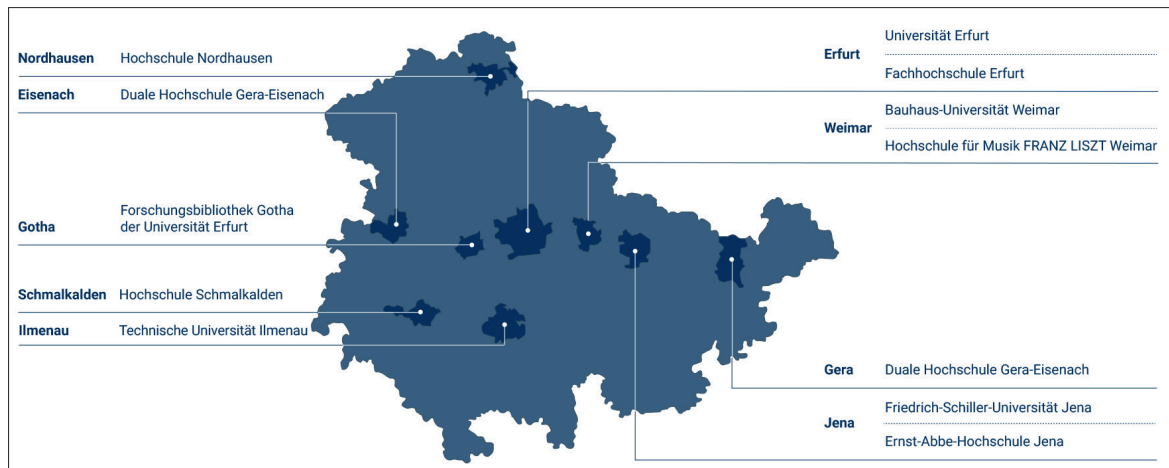 Nordhausen Hochschule Nordhausen
Eisenach Duale Hochschule Gera-Eisenach
Gotha Forschungsbibliothek Gotha
der Universität Erfurt
Schmalkalden Hochschule Schmalkalden
Ilmenau Technische Universität Ilmenau
Erfurt
Universität Erfurt
Fachhochschule Erfurt
Weimar
Bauhaus-Universität Weimar
Hochschule für Musik FRANZ LISZT Weimar
Gera Duale Hochschule Gera-Eisenach
Jena
Friedrich-Schiller-Universität Jena
Ernst-Abbe-Hochschule Jena